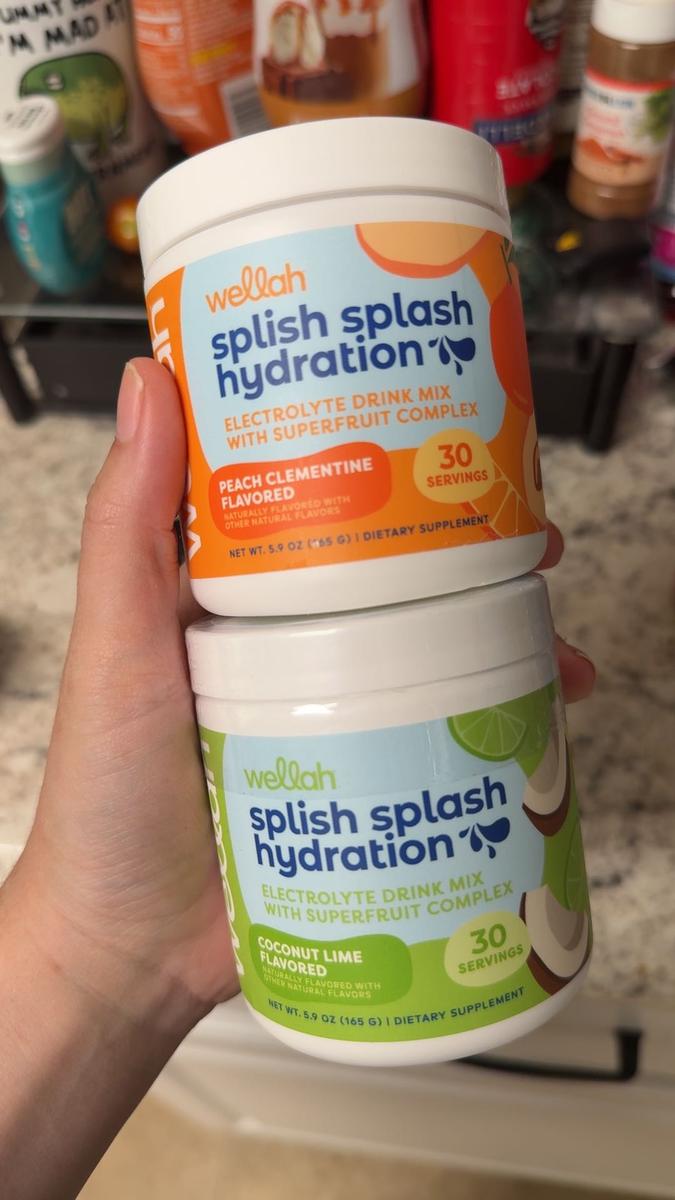 I'M MAD AT
wellah
splish splash
hydration
ELECTROLYTE DRINK MIX
WITH SUPERFRUIT COMPLEX
PEACH CLEMENTINE
FLAVORED
NATURALLY FLAVORED WITH
OTHER NATURAL FLAVORS
30
SERVINGS
NET WT. 5.9 OZ (165 G) | DIETARY SUPPLEMENT
wellah
splish splash
hydration
ELECTROLYTE DRINK MIX
WITH SUPERFRUIT COMPLEX
COCONUT LIME
FLAVORED
NATURALLY FLAVORED WITH
OTHER NATURAL FLAVORS
30
SERVINGS
NET WT. 5.9 OZ (165 G) | DIETARY SUPPLEMENT